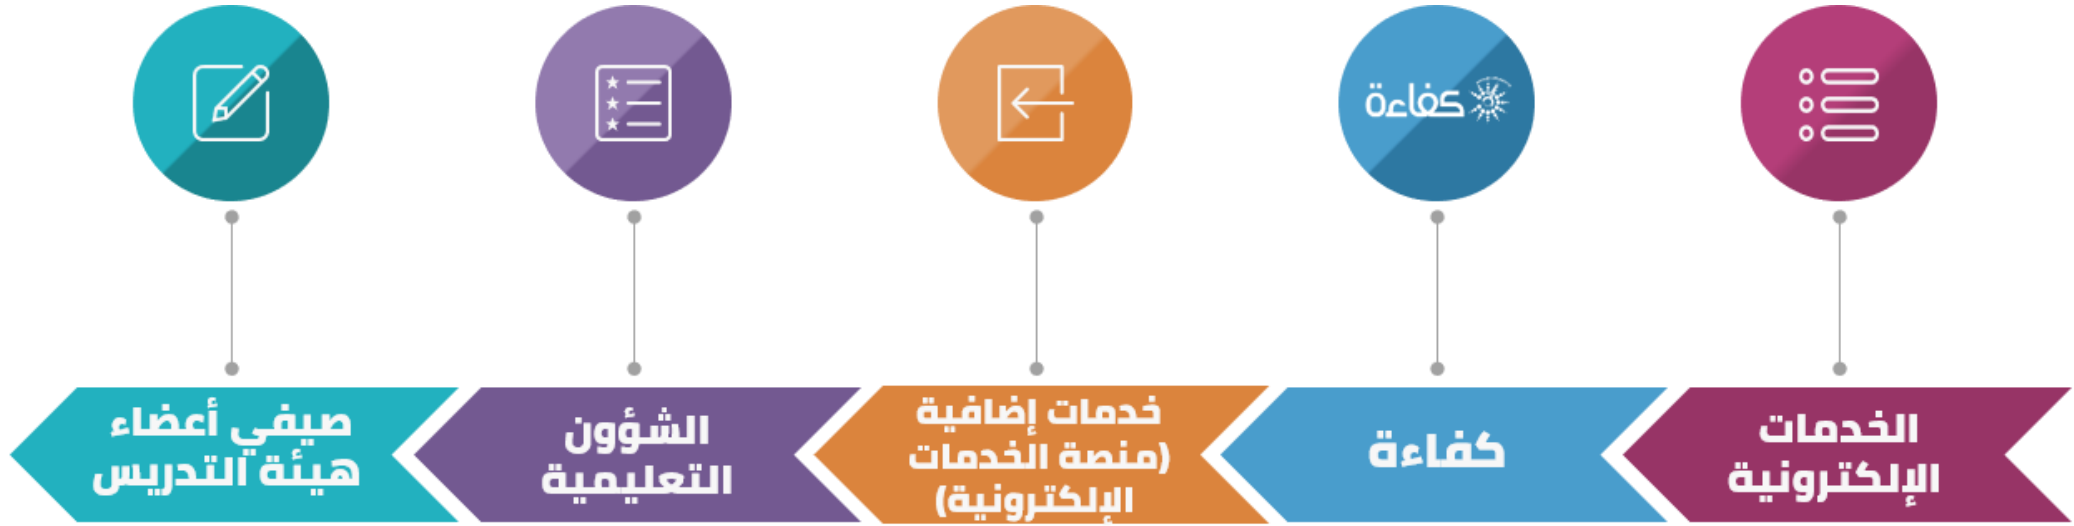 كفاءة
الخدمات
الإلكترونية
كفاءة
خدمات إضافية
(منصة الخدمات
الإلكترونية)
الشؤون
التعليمية
صيفي أعضاء
هيئة التدريس